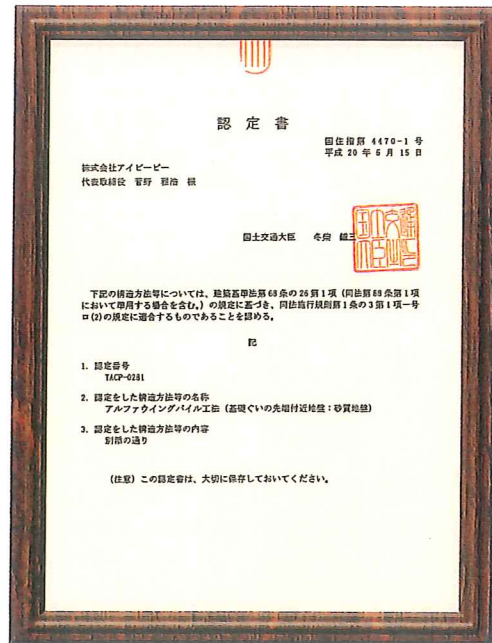 認定書
国住指第 4470-1 号
平成 20 年 6 月 15 日
株式会社アイビーピー
代表取締役 菅野 雅浩 様
国土交通大臣 冬柴 鐵三
下記の構造方法等については、建築基準法第68条の26第1項（同法第88条第1項
において準用する場合を含む。）の規定に基づき、同法施行規則第1条の3第1項一号
ロ(2)の規定に適合するものであることを認める。
記
1. 認定番号
TACP-0281
2. 認定をした構造方法等の名称
アルファウイングパイル工法（基礎ぐいの先端付近地盤：砂質地盤）
3. 認定をした構造方法等の内容
別添の通り
(注意) この認定書は、大切に保存しておいてください。